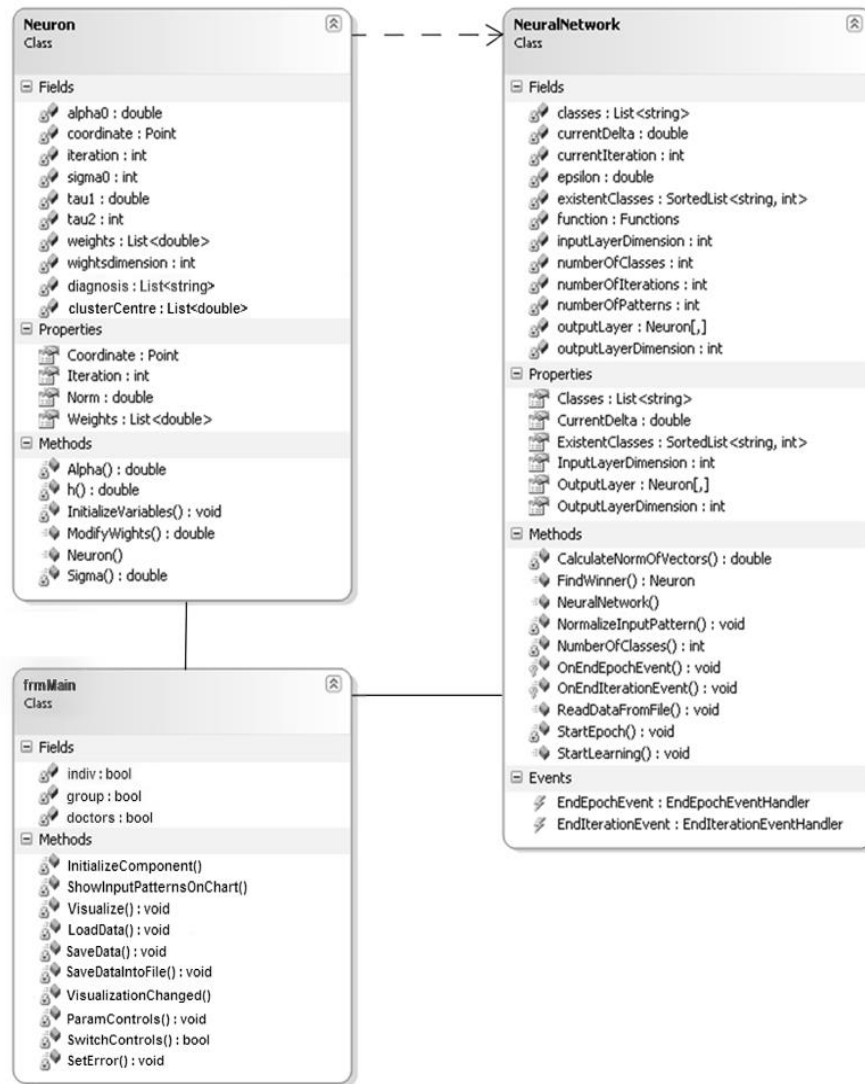 Neuron
Class
Fields
alpha0 : double
coordinate : Point
iteration : int
sigma0 : int
tau1 : double
tau2 : int
weights : List<double>
wightsdimension : int
diagnosis : List<string>
clusterCentre : List<double>
Properties
Coordinate : Point
Iteration : int
Norm : double
Weights : List<double>
Methods
Alpha() : double
h() : double
InitializeVariables() : void
ModifyWights() : double
Neuron()
Sigma() : double
NeuralNetwork
Class
Fields
classes : List<string>
currentDelta : double
currentIteration : int
epsilon : double
existentClasses : SortedList<string, int>
function : Functions
inputLayerDimension : int
numberOfClasses : int
numberOfIterations : int
numberOfPatterns : int
outputLayer : Neuron[,]
outputLayerDimension : int
Properties
Classes : List<string>
CurrentDelta : double
ExistentClasses : SortedList<string, int>
InputLayerDimension : int
OutputLayer : Neuron[,]
OutputLayerDimension : int
Methods
CalculateNormOfVectors() : double
FindWinner() : Neuron
NeuralNetwork()
NormalizeInputPattern() : void
NumberOfClasses() : int
OnEndEpochEvent() : void
OnEndIterationEvent() : void
ReadDataFromFile() : void
StartEpoch() : void
StartLearning() : void
Events
EndEpochEvent : EndEpochEventHandler
EndIterationEvent : EndIterationEventHandler
frmMain
Class
Fields
indiv : bool
group : bool
doctors : bool
Methods
InitializeComponent()
ShowInputPatternsOnChart()
Visualize() : void
LoadData() : void
SaveData() : void
SaveDataIntoFile() : void
VisualizationChanged()
ParamControls() : void
SwitchControls() : bool
SetError() : void